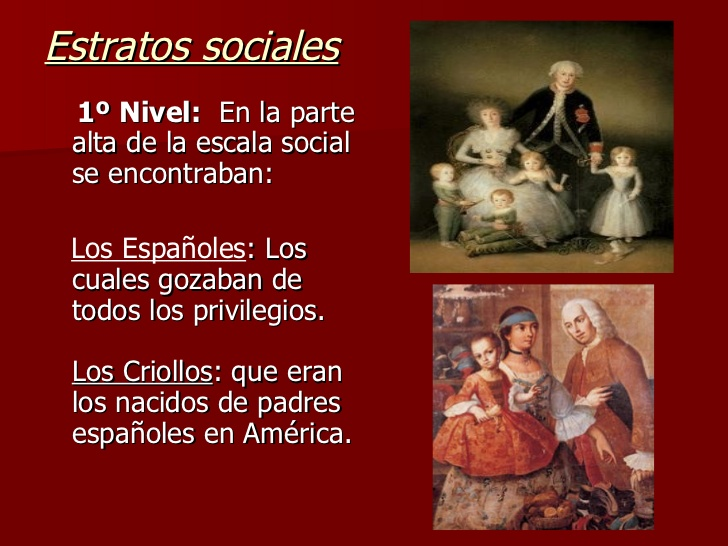 Estratos sociales
1º Nivel: En la parte
alta de la escala social
se encontraban:
Los Españoles: Los
cuales gozaban de
todos los privilegios.
Los Criollos: que eran
los nacidos de padres
españoles en América.